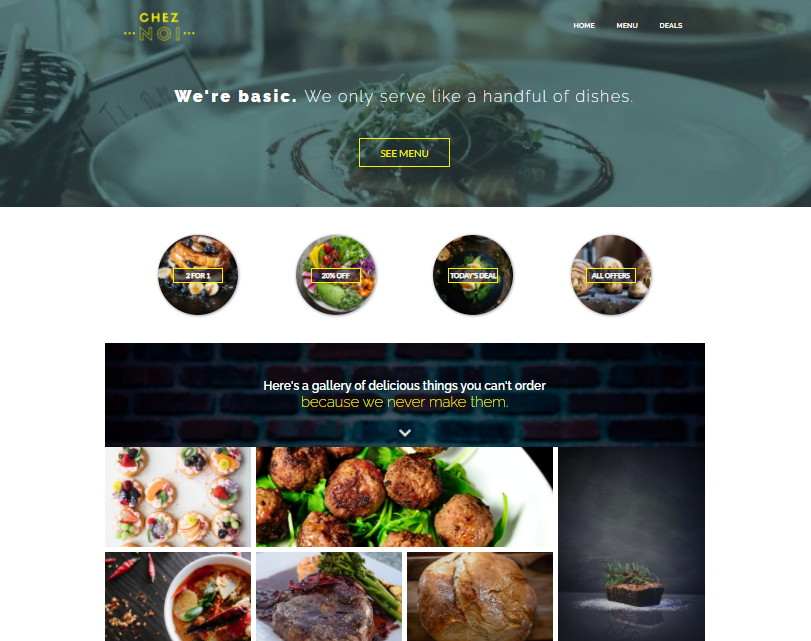 CHEZ
NOI
HOME MENU DEALS
We're basic. We only serve like a handful of dishes.
SEE MENU
2 FOR 1
20% OFF
TODAY'S DEAL
ALL OFFERS
Here's a gallery of delicious things you can't order
because we never make them.